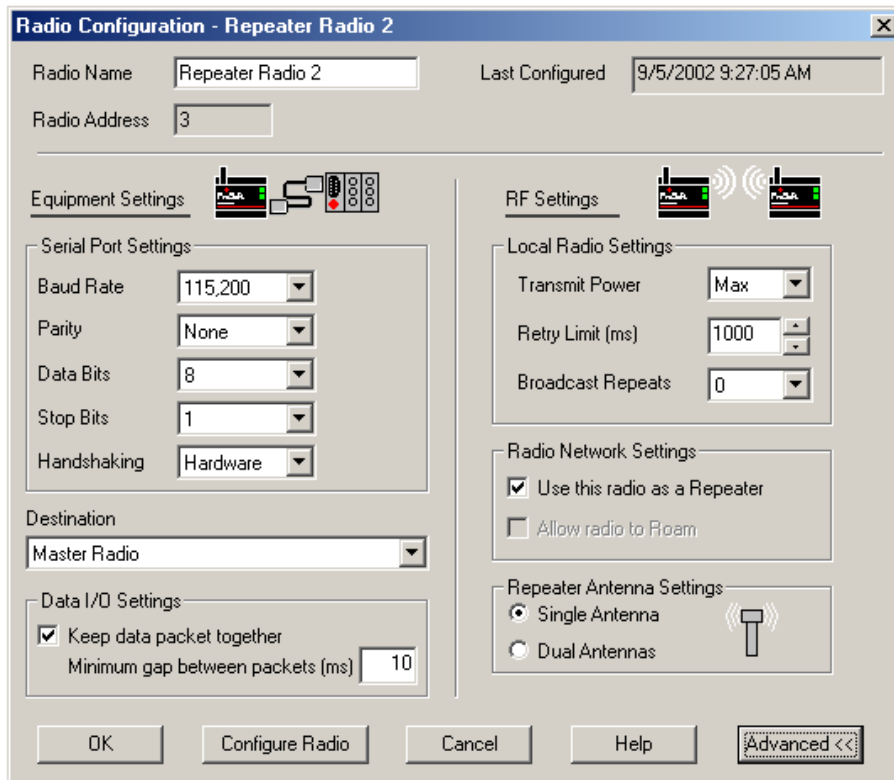 Radio Configuration - Repeater Radio 2
Radio Name Repeater Radio 2 Last Configured 9/5/2002 9:27:05 AM
Radio Address 3
Equipment Settings
Serial Port Settings
Baud Rate 115,200
Parity None
Data Bits 8
Stop Bits 1
Handshaking Hardware
Destination
Master Radio
Data I/O Settings
Keep data packet together
Minimum gap between packets (ms) 10
RF Settings
Local Radio Settings
Transmit Power Max
Retry Limit (ms) 1000
Broadcast Repeats 0
Radio Network Settings
Use this radio as a Repeater
Allow radio to Roam
Repeater Antenna Settings
Single Antenna
Dual Antennas
OK Configure Radio Cancel Help Advanced <<